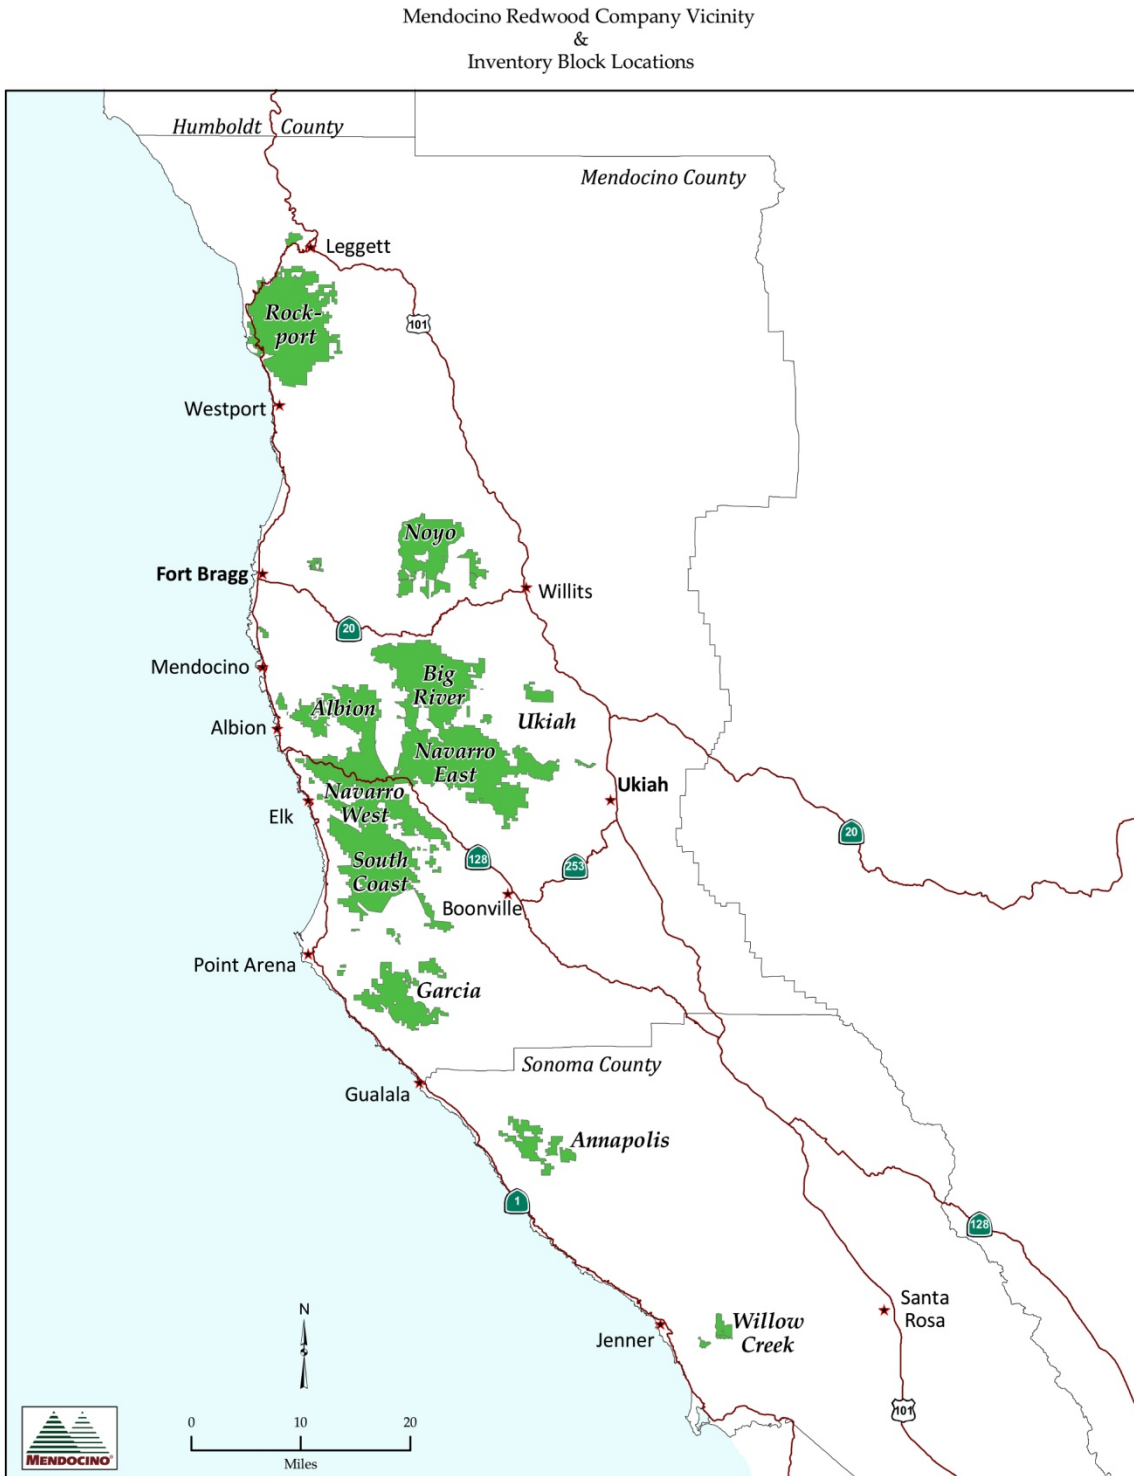 Mendocino Redwood Company Vicinity
&
Inventory Block Locations
Humboldt County
Mendocino County
Leggett
Rock-
port
101
Westport
Noyo
Fort Bragg
Willits
20
Mendocino
Big
River
Albion
Ukiah
Albion
Navarro
East
Ukiah
Elk
Navarro
West
20
South
Coast
128
253
Boonville
Point Arena
Garcia
Sonoma County
Gualala
Annapolis
1
128
Santa
Rosa
Willow
Creek
Jenner
N
101
0 10 20
Miles
MENDOCINO®